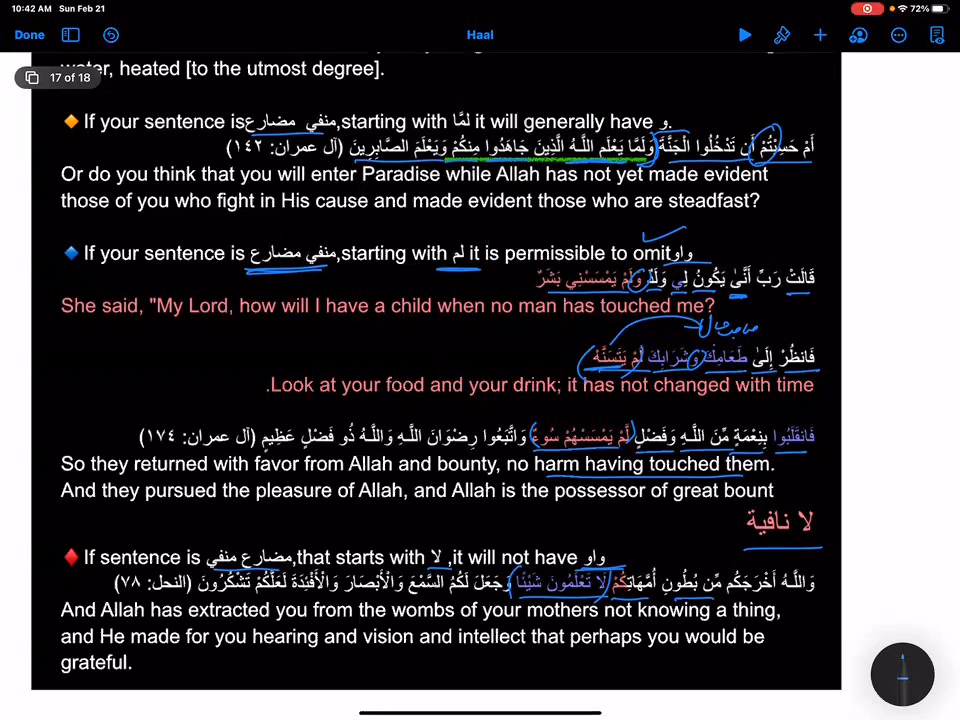 10:42 AM Sun Feb 21
72%
Done
Haal
17 of 18
water, heated [to the utmost degree].
If your sentence is منفي مضارع,starting with لمّا it will generally have و.
أَمْ حَسِبْتُمْ أَن تَدْخُلُوا الْجَنَّةَ وَلَمَّا يَعْلَمِ اللَّهُ الَّذِينَ جَاهَدُوا مِنكُمْ وَيَعْلَمَ الصَّابِرِينَ (آل عمران: ١٤٢)
Or do you think that you will enter Paradise while Allah has not yet made evident
those of you who fight in His cause and made evident those who are steadfast?
If your sentence is منفي مضارع,starting with لم it is permissible to omit واو
قَالَتْ رَبِّ أَنَّىٰ يَكُونُ لِي وَلَدٌ وَلَمْ يَمْسَسْنِي بَشَرٌ
She said, "My Lord, how will I have a child when no man has touched me?
صاحب حال
فَانظُرْ إِلَىٰ طَعَامِكَ وَشَرَابِكَ لَمْ يَتَسَنَّهْ
.Look at your food and your drink; it has not changed with time
فَانقَلَبُوا بِنِعْمَةٍ مِّنَ اللَّهِ وَفَضْلٍ لَّمْ يَمْسَسْهُمْ سُوءٌ وَاتَّبَعُوا رِضْوَانَ اللَّهِ وَاللَّهُ ذُو فَضْلٍ عَظِيمٍ (آل عمران: ١٧٤)
So they returned with favor from Allah and bounty, no harm having touched them.
And they pursued the pleasure of Allah, and Allah is the possessor of great bount
لا نافية
If sentence is مضارع منفي,that starts with لا ,it will not have واو
وَاللَّهُ أَخْرَجَكُم مِّن بُطُونِ أُمَّهَاتِكُمْ لَا تَعْلَمُونَ شَيْئًا وَجَعَلَ لَكُمُ السَّمْعَ وَالْأَبْصَارَ وَالْأَفْئِدَةَ لَعَلَّكُمْ تَشْكُرُونَ (النحل: ٧٨)
And Allah has extracted you from the wombs of your mothers not knowing a thing,
and He made for you hearing and vision and intellect that perhaps you would be
grateful.